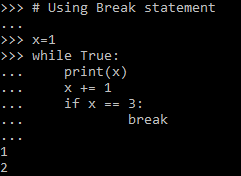 >>> # Using Break statement
...
>>> x=1
>>> while True:
...     print(x)
...     x += 1
...     if x == 3:
...             break
...
1
2